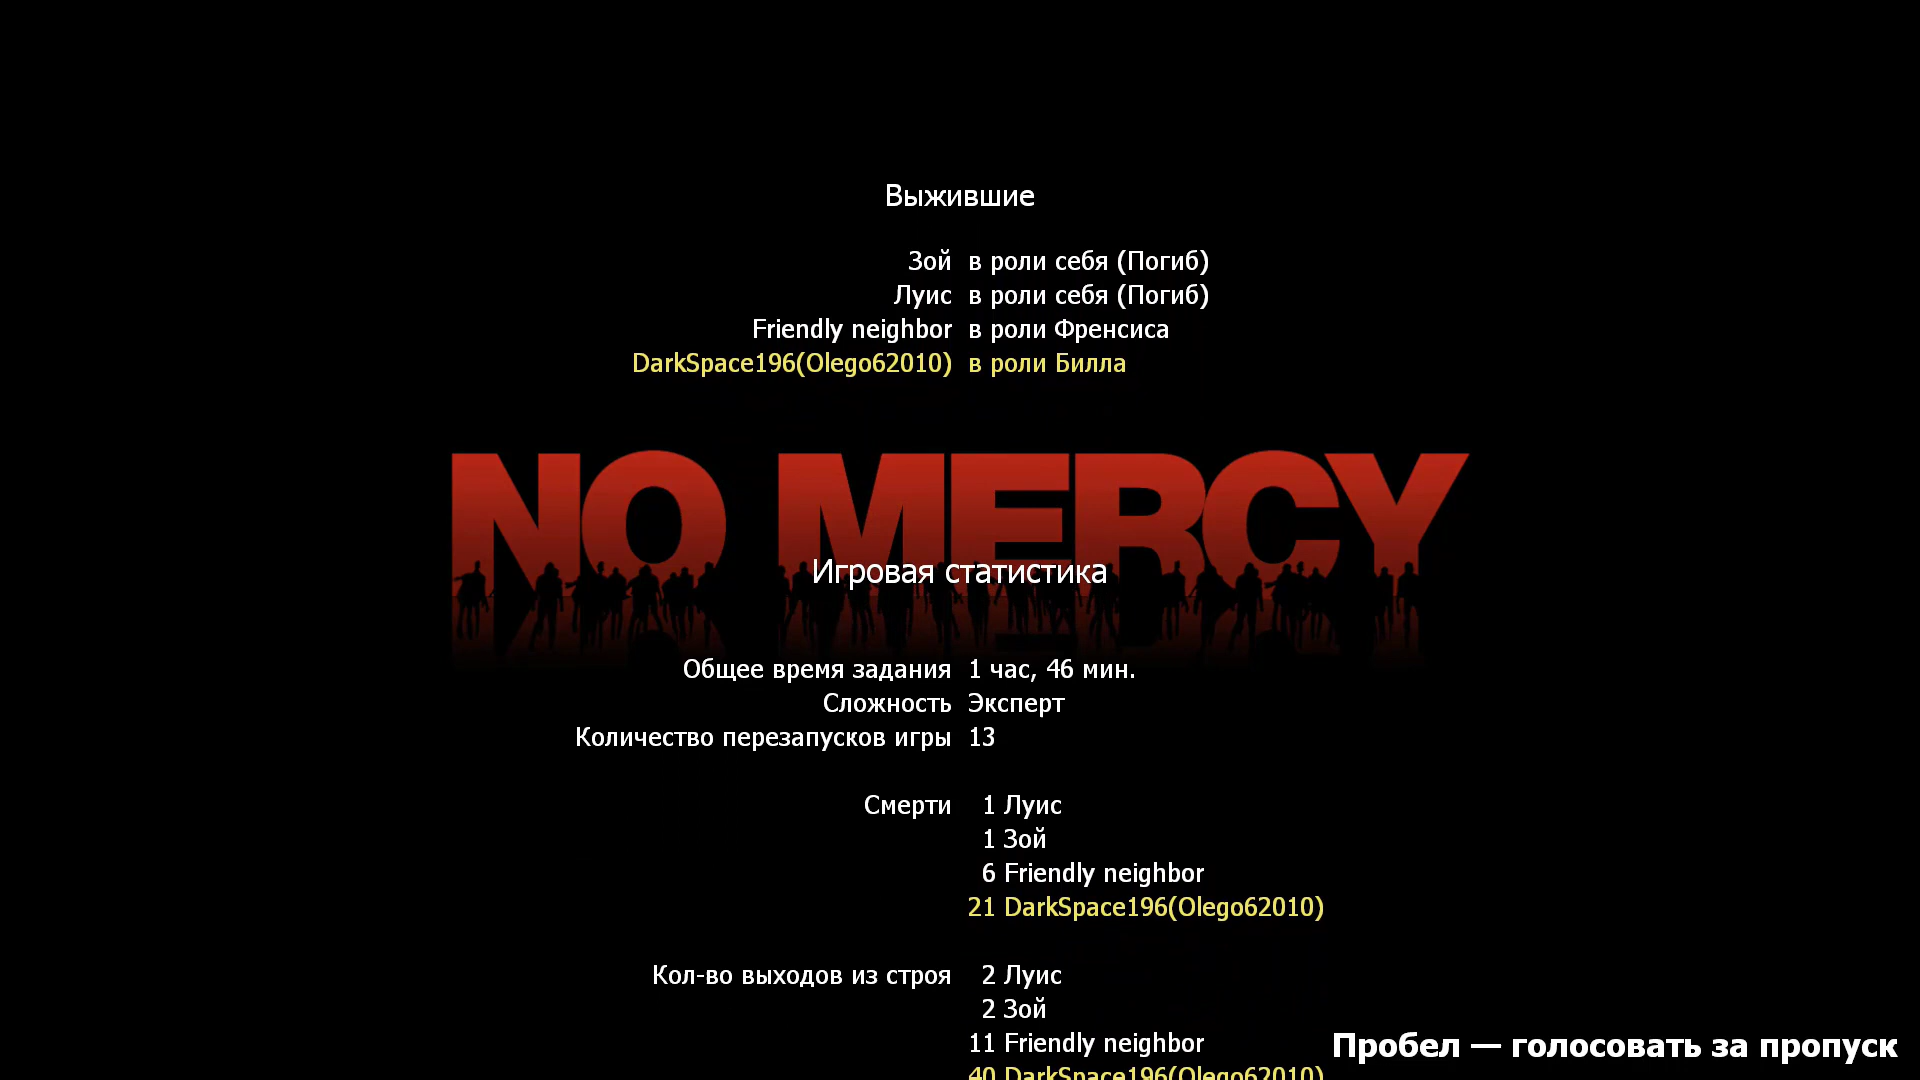 Выжившие
Зой в роли себя (Погиб)
Луис в роли себя (Погиб)
Friendly neighbor в роли Френсиса
DarkSpace196(Olego62010) в роли Билла
NO MERCY
Игровая статистика
Общее время задания 1 час, 46 мин.
Сложность Эксперт
Количество перезапусков игры 13
Смерти 1 Луис
1 Зой
6 Friendly neighbor
21 DarkSpace196(Olego62010)
Кол-во выходов из строя 2 Луис
2 Зой
11 Friendly neighbor
40 DarkSpace196(Olego62010)
Пробел — голосовать за пропуск